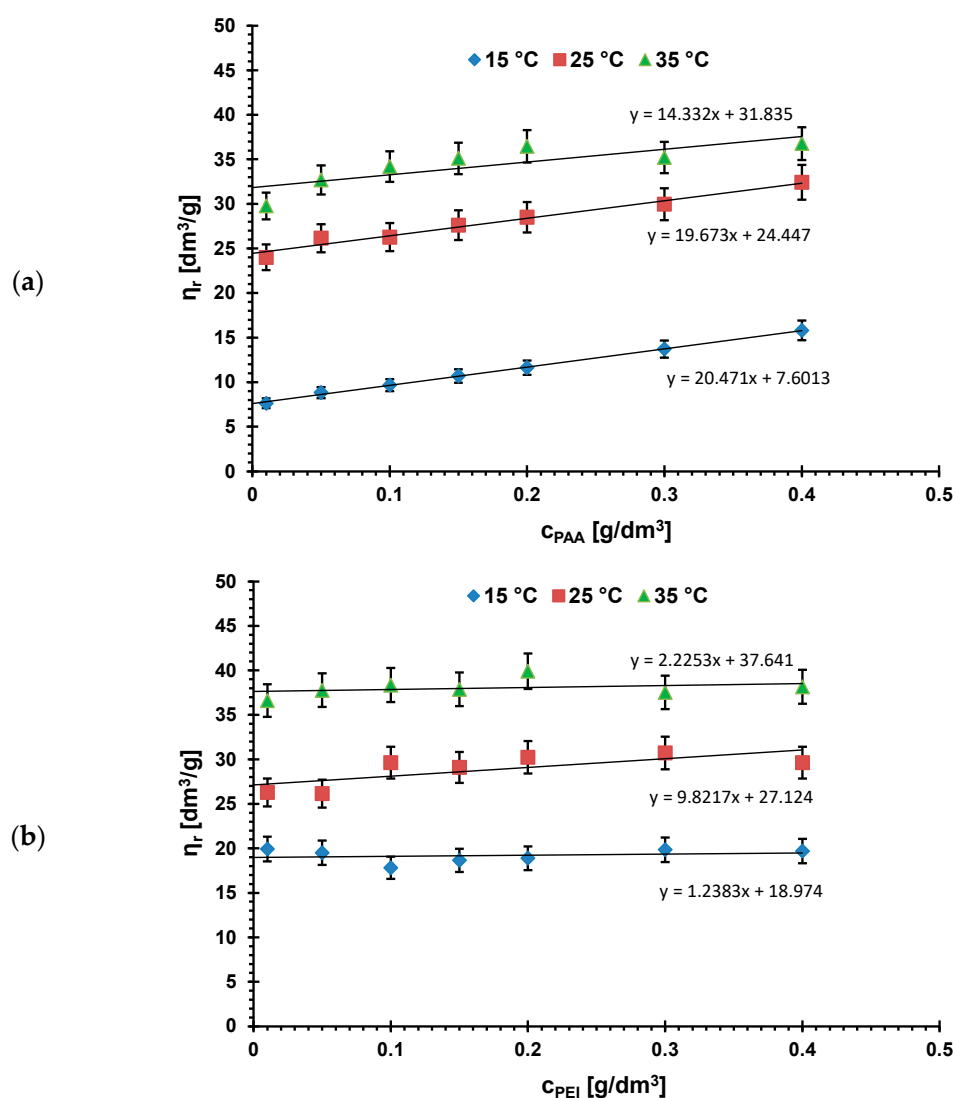 (a)
50
45
40
35
30
25
20
15
10
5
0
ηr [dm³/g]
15 °C 25 °C 35 °C
y = 14.332x + 31.835
y = 19.673x + 24.447
y = 20.471x + 7.6013
0 0.1 0.2 0.3 0.4 0.5
cPAA [g/dm³]
(b)
50
45
40
35
30
25
20
15
10
5
0
ηr [dm³/g]
15 °C 25 °C 35 °C
y = 2.2253x + 37.641
y = 9.8217x + 27.124
y = 1.2383x + 18.974
0 0.1 0.2 0.3 0.4 0.5
cPEI [g/dm³]